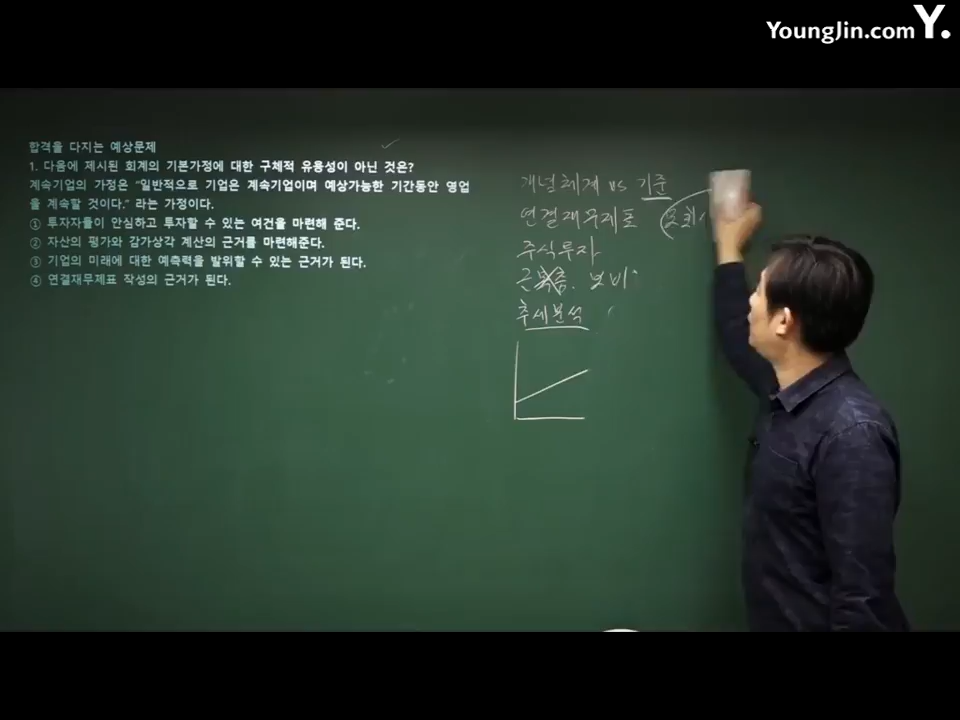 YoungJin.com Y.
합격을 다지는 예상문제
1. 다음에 제시된 회계의 기본가정에 대한 구체적 유용성이 아닌 것은?
계속기업의 가정은 "일반적으로 기업은 계속기업이며 예상가능한 기간동안 영업
을 계속할 것이다." 라는 가정이다.
① 투자자들이 안심하고 투자할 수 있는 여건을 마련해 준다.
② 자산의 평가와 감가상각 계산의 근거를 마련해준다.
③ 기업의 미래에 대한 예측력을 발휘할 수 있는 근거가 된다.
④ 연결재무제표 작성의 근거가 된다.
개념체계 vs 기준
연결재무제표
주식투자
추세분석